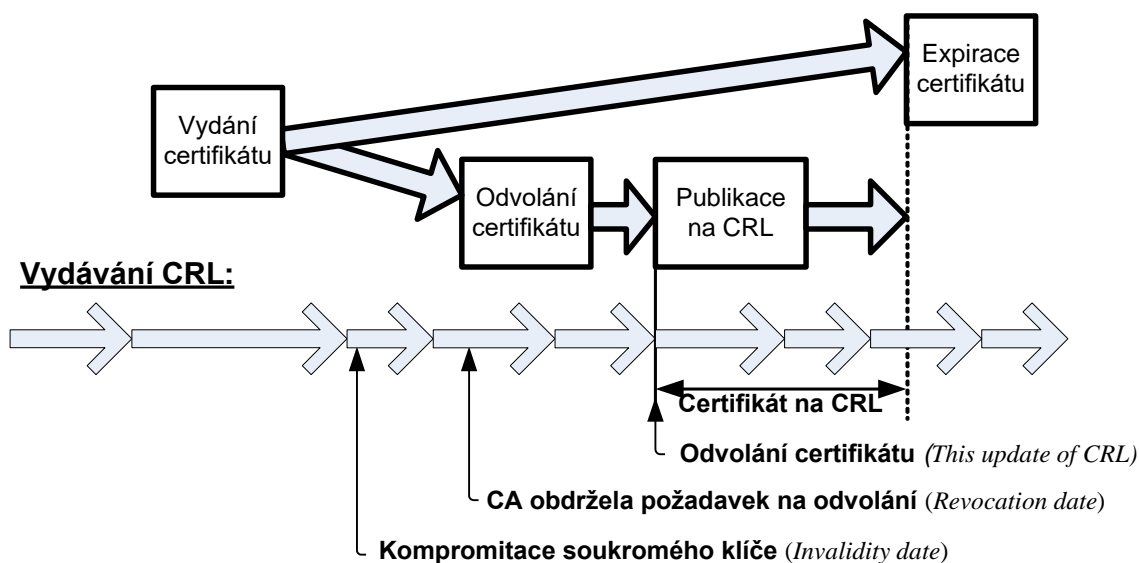 Expirace
certifikátu
Vydání
certifikátu
Odvolání
certifikátu
Publikace
na CRL
Vydávání CRL:
Certifikát na CRL
Odvolání certifikátu (This update of CRL)
CA obdržela požadavek na odvolání (Revocation date)
Kompromitace soukromého klíče (Invalidity date)